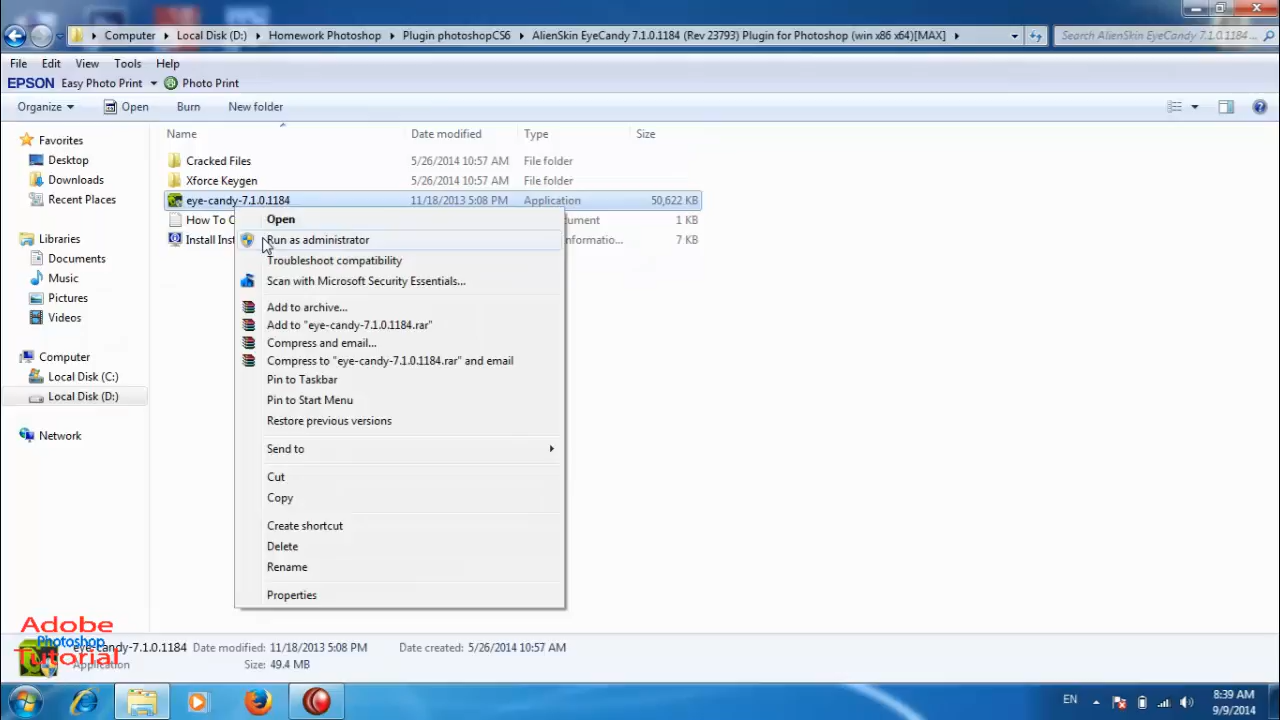 Computer Local Disk (D:) Homework Photoshop Plugin photoshopCS6 AlienSkin EyeCandy 7.1.0.1184 (Rev 23793) Plugin for Photoshop (win x86 x64)[MAX] Search AlienSkin EyeCandy 7.1.0.1184...
File Edit View Tools Help
EPSON Easy Photo Print Photo Print
Organize Open Burn New folder
Name Date modified Type Size
Favorites
Desktop
Downloads
Recent Places
Libraries
Documents
Music
Pictures
Videos
Computer
Local Disk (C:)
Local Disk (D:)
Network
Cracked Files 5/26/2014 10:57 AM File folder
Xforce Keygen 5/26/2014 10:57 AM File folder
eye-candy-7.1.0.1184 11/18/2013 5:08 PM Application 50,622 KB
How To 1 KB
Install 7 KB
Open
Run as administrator
Troubleshoot compatibility
Scan with Microsoft Security Essentials...
Add to archive...
Add to "eye-candy-7.1.0.1184.rar"
Compress and email...
Compress to "eye-candy-7.1.0.1184.rar" and email
Pin to Taskbar
Pin to Start Menu
Restore previous versions
Send to
Cut
Copy
Create shortcut
Delete
Rename
Properties
Adobe
Photoshop
Tutorial
eye-candy-7.1.0.1184 Date modified: 11/18/2013 5:08 PM Date created: 5/26/2014 10:57 AM
Application Size: 49.4 MB
EN 8:39 AM
9/9/2014